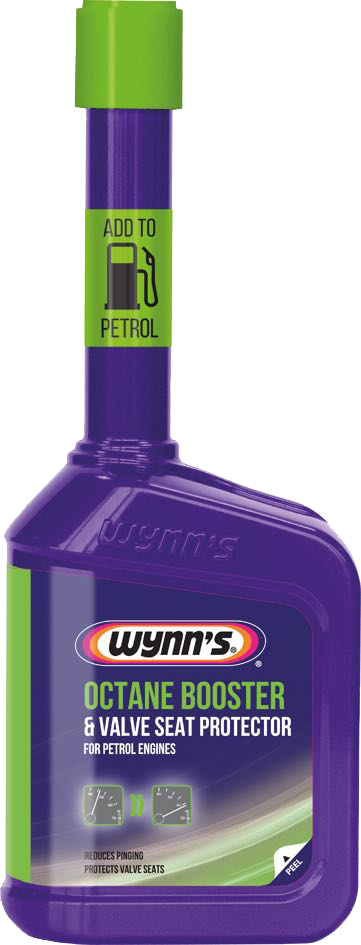 ADD TO
PETROL
wynn's
WYNN'S®
®
OCTANE BOOSTER
& VALVE SEAT PROTECTOR
FOR PETROL ENGINES
REDUCES PINGING
PROTECTS VALVE SEATS
PEEL